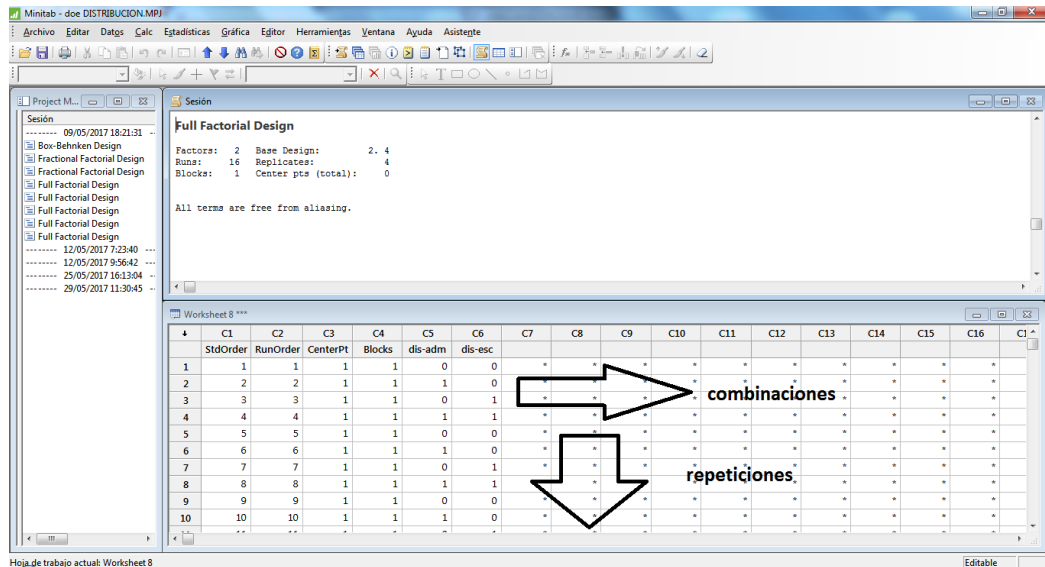 Minitab - doe DISTRIBUCION.MPJ
Archivo Editar Datos Calc Estadísticas Gráfica Editor Herramientas Ventana Ayuda Asistente
Project M...
Sesión
-------- 09/05/2017 18:21:31 --
Box-Behnken Design
Fractional Factorial Design
Fractional Factorial Design
Full Factorial Design
Full Factorial Design
Full Factorial Design
Full Factorial Design
Full Factorial Design
-------- 12/05/2017 7:23:40 ---
-------- 12/05/2017 9:56:42 ---
-------- 25/05/2017 16:13:04 --
-------- 29/05/2017 11:30:45 --
Sesión
Full Factorial Design
Factors: 2 Base Design: 2. 4
Runs: 16 Replicates: 4
Blocks: 1 Center pts (total): 0
All terms are free from aliasing.
Worksheet 8 ***
C1 C2 C3 C4 C5 C6 C7 C8 C9 C10 C11 C12 C13 C14 C15 C16
StdOrder RunOrder CenterPt Blocks dis-adm dis-esc
1 1 1 1 1 0 0 * * * * * * * * * *
2 2 2 1 1 1 0 * * * * * * * * * *
3 3 3 1 1 0 1 * * * * * * * * * *
combinaciones
4 4 4 1 1 1 1 * * * * * * * * * *
5 5 5 1 1 0 0 * * * * * * * * * *
6 6 6 1 1 1 0 * * * * * * * * * *
7 7 7 1 1 0 1 * * * * * * * * * *
repeticiones
8 8 8 1 1 1 1 * * * * * * * * * *
9 9 9 1 1 0 0 * * * * * * * * * *
10 10 10 1 1 1 0 * * * * * * * * * *
Hoja de trabajo actual: Worksheet 8
Editable